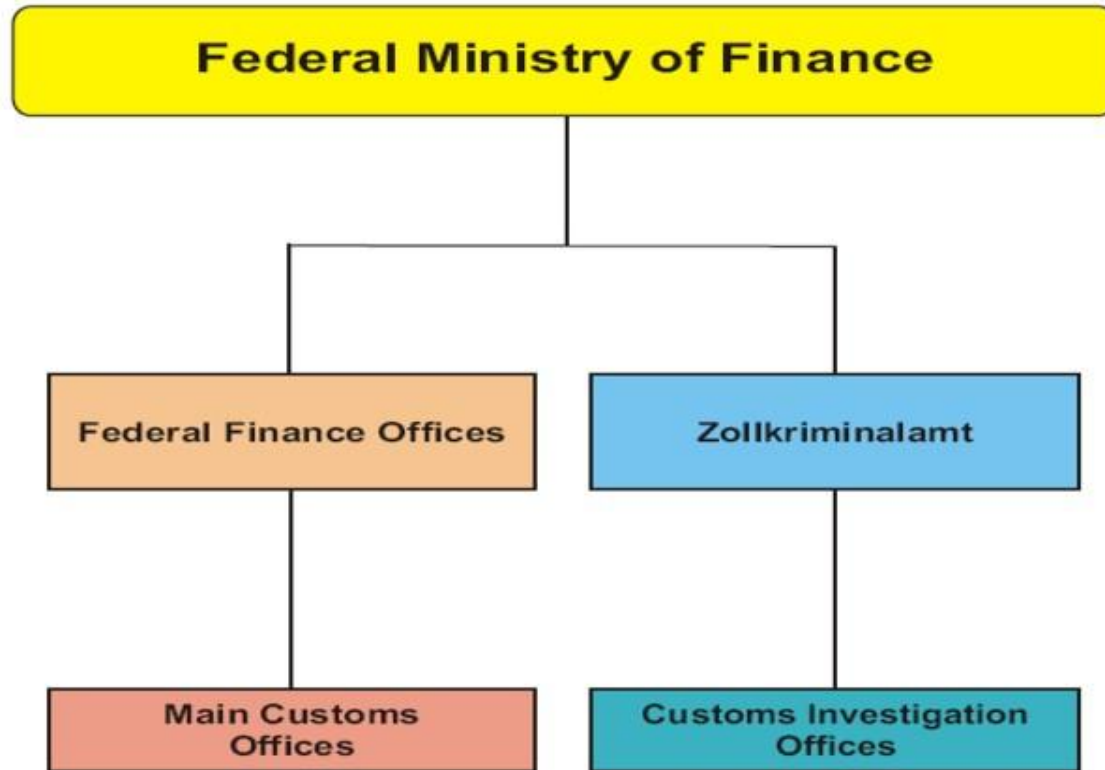 Federal Ministry of Finance
Federal Finance Offices
Zollkriminalamt
Main Customs
Offices
Customs Investigation
Offices